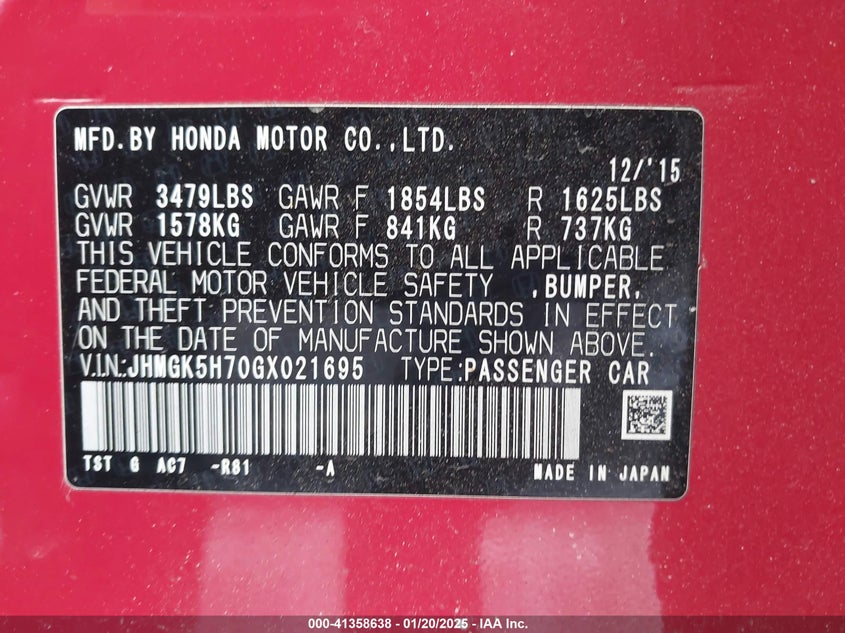 MFD.BY HONDA MOTOR CO.,LTD.
12/'15
GVWR 3479LBS GAWR F 1854LBS R 1625LBS
GVWR 1578KG GAWR F 841KG R 737KG
THIS VEHICLE CONFORMS TO ALL APPLICABLE
FEDERAL MOTOR VEHICLE SAFETY ,BUMPER,
AND THEFT PREVENTION STANDARDS IN EFFECT
ON THE DATE OF MANUFACTURE SHOWN ABOVE.
V.I.N.:JHMGK5H70GX021695 TYPE:PASSENGER CAR
TST G AC7 -R81 -A MADE IN JAPAN
000-41358638 - 01/20/2025 - IAA Inc.